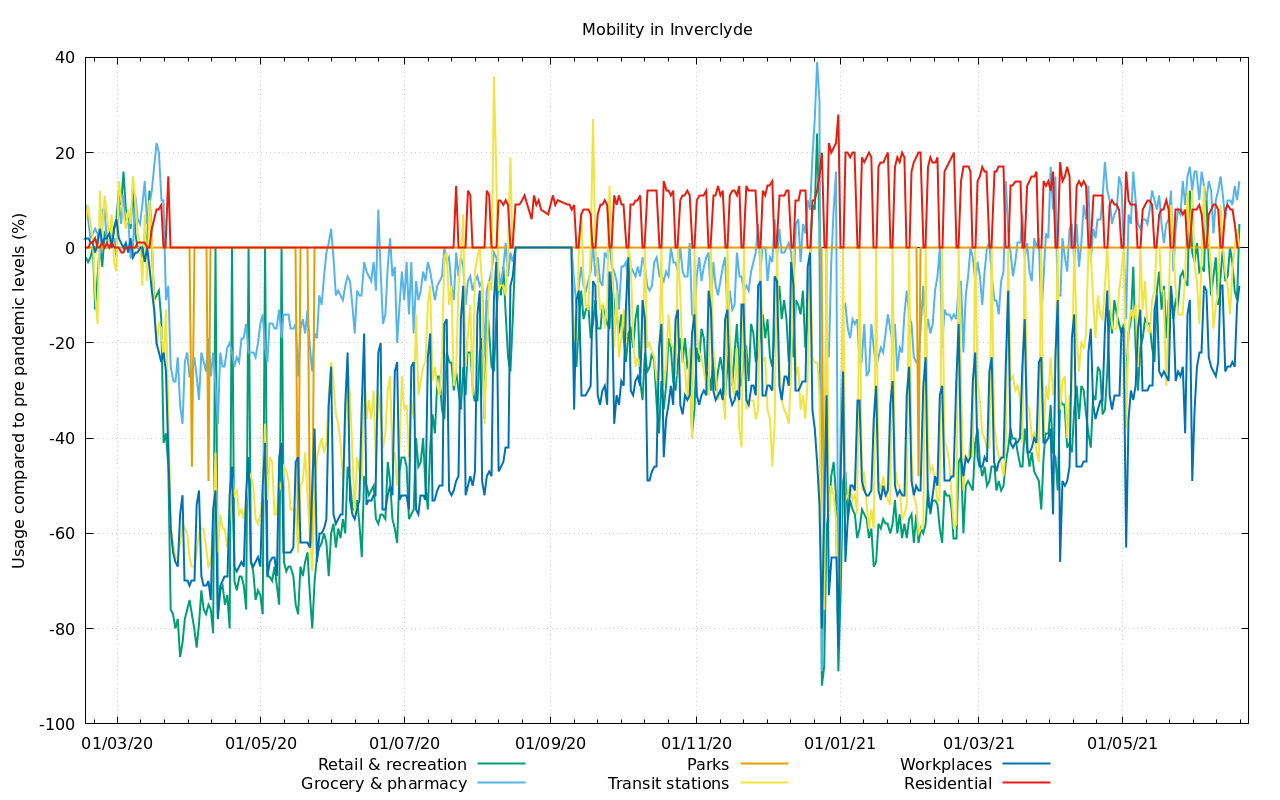 Mobility in Inverclyde
Usage compared to pre pandemic levels (%)
40
20
0
-20
-40
-60
-80
-100
01/03/20 01/05/20 01/07/20 01/09/20 01/11/20 01/01/21 01/03/21 01/05/21
Retail & recreation Parks Workplaces
Grocery & pharmacy Transit stations Residential